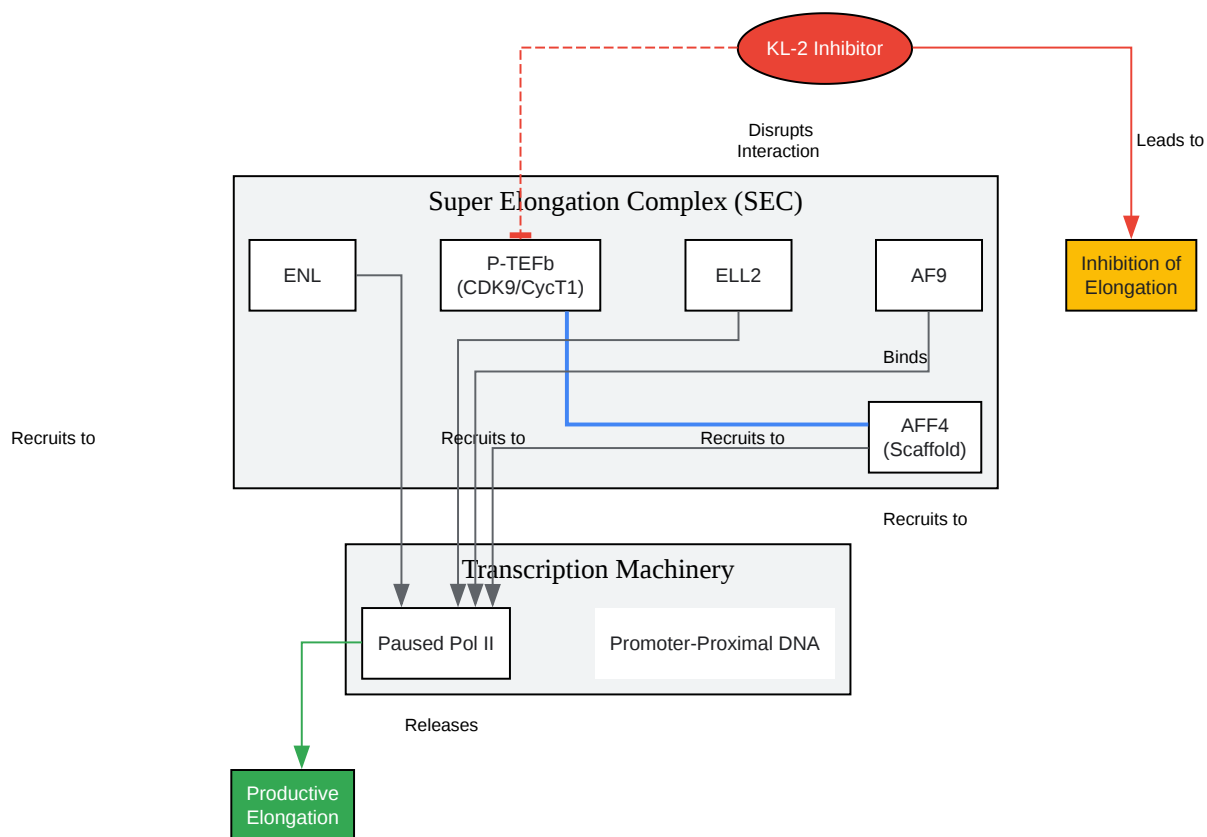 KL-2 Inhibitor
Disrupts
Interaction
Leads to
Super Elongation Complex (SEC)
ENL
P-TEFb
(CDK9/CycT1)
ELL2
AF9
Inhibition of
Elongation
Binds
AFF4
(Scaffold)
Recruits to
Recruits to
Recruits to
Recruits to
Transcription Machinery
Paused Pol II
Promoter-Proximal DNA
Releases
Productive
Elongation